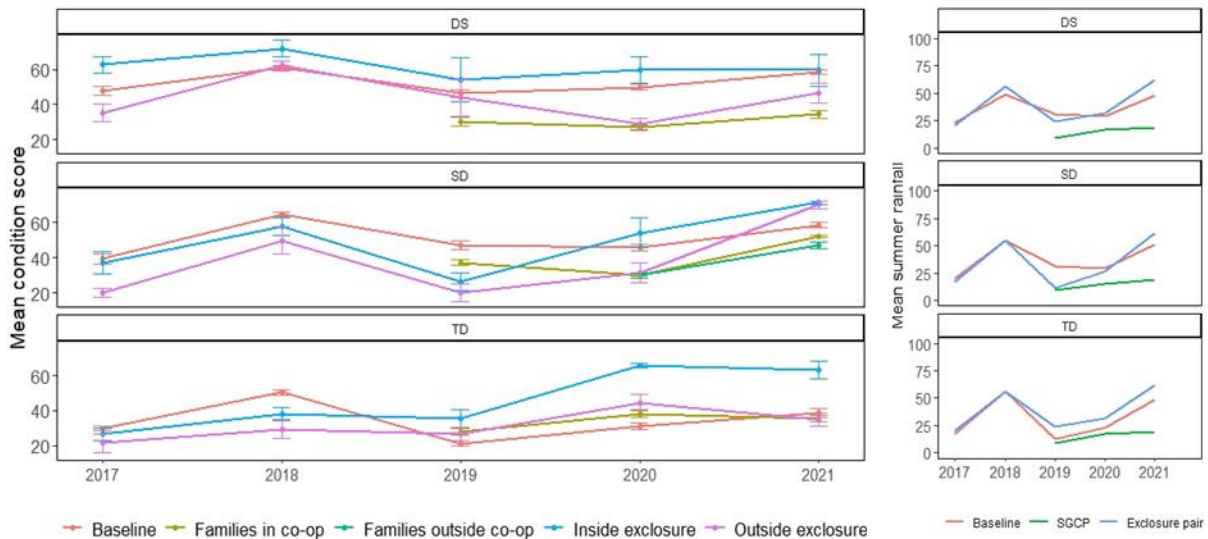 DS
60
40
20
SD
60
40
20
TD
60
40
20
Mean condition score
2017 2018 2019 2020 2021
Baseline Families in co-op Families outside co-op Inside exclosure Outside exclosure
DS
100
75
50
25
0
SD
100
75
50
25
0
TD
100
75
50
25
0
Mean summer rainfall
2017 2018 2019 2020 2021
Baseline SGCP Exclosure pair